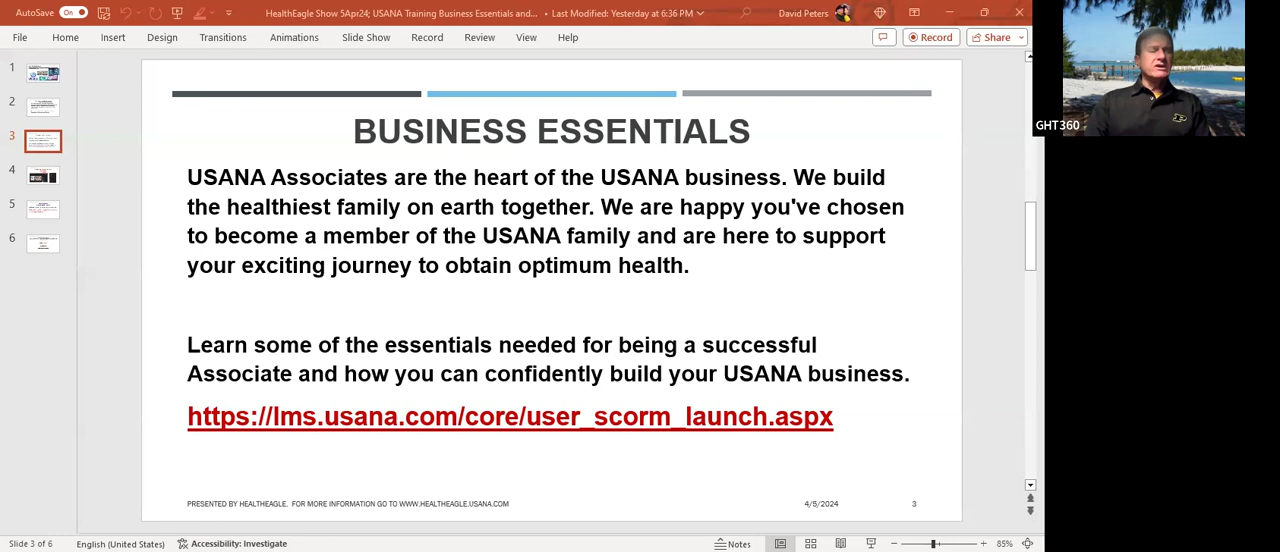 AutoSave On HealthEagle Show 5Apr24; USANA Training Business Essentials and... • Last Modified: Yesterday at 6:36 PM David Peters
File Home Insert Design Transitions Animations Slide Show Record Review View Help Record Share
1
2
3
4
5
6
BUSINESS ESSENTIALS
USANA Associates are the heart of the USANA business. We build
the healthiest family on earth together. We are happy you've chosen
to become a member of the USANA family and are here to support
your exciting journey to obtain optimum health.
Learn some of the essentials needed for being a successful
Associate and how you can confidently build your USANA business.
https://lms.usana.com/core/user_scorm_launch.aspx
PRESENTED BY HEALTHEAGLE. FOR MORE INFORMATION GO TO WWW.HEALTHEAGLE.USANA.COM 4/5/2024 3
GHT360
P
Slide 3 of 6 English (United States) Accessibility: Investigate Notes 85%